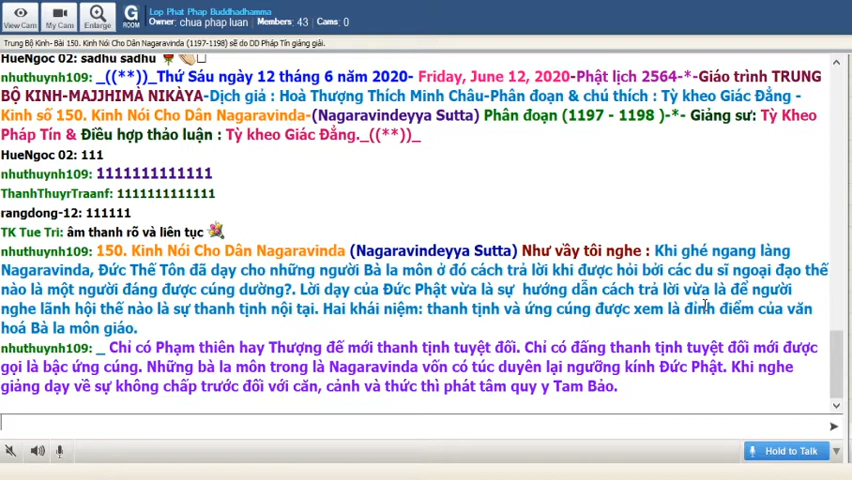 Lop Phat Phap Buddhadhamma
Owner: chua phap luan Members: 43 Cams: 0
View Cam
My Cam
Enlarge
G
ROOM
Trung Bộ Kinh- Bài 150. Kinh Nói Cho Dân Nagaravinda (1197-1198) sẽ do DD Pháp Tín giảng giải.
HueNgoc 02: sadhu sadhu
nhuthuynh109: _((**))_Thứ Sáu ngày 12 tháng 6 năm 2020- Friday, June 12, 2020-Phật lịch 2564-*-Giáo trình TRUNG
BỘ KINH-MAJJHIMÀ NIKÀYA-Dịch giả : Hoà Thượng Thích Minh Châu-Phân đoạn & chú thích : Tỳ kheo Giác Đẳng -
Kinh số 150. Kinh Nói Cho Dân Nagaravinda-(Nagaravindeyya Sutta) Phân đoạn (1197 - 1198 )-*- Giảng sư: Tỳ Kheo
Pháp Tín & Điều hợp thảo luận : Tỳ kheo Giác Đẳng._((**))_
HueNgoc 02: 111
nhuthuynh109: 1111111111111
ThanhThuyrTraanf: 1111111111111
rangdong-12: 111111
TK Tue Tri: âm thanh rõ và liên tục
nhuthuynh109: 150. Kinh Nói Cho Dân Nagaravinda (Nagaravindeyya Sutta) Như vầy tôi nghe : Khi ghé ngang làng
Nagaravinda, Đức Thế Tôn đã dạy cho những người Bà la môn ở đó cách trả lời khi được hỏi bởi các du sĩ ngoại đạo thế
nào là một người đáng được cúng dường?. Lời dạy của Đức Phật vừa là sự hướng dẫn cách trả lời vừa là để người
nghe lãnh hội thế nào là sự thanh tịnh nội tại. Hai khái niệm: thanh tịnh và ứng cúng được xem là đỉnh điểm của văn
hoá Bà la môn giáo.
nhuthuynh109: _ Chỉ có Phạm thiên hay Thượng đế mới thanh tịnh tuyệt đối. Chỉ có đấng thanh tịnh tuyệt đối mới được
gọi là bậc ứng cúng. Những bà la môn trong là Nagaravinda vốn có túc duyên lại ngưỡng kính Đức Phật. Khi nghe
giảng dạy về sự không chấp trước đối với căn, cảnh và thức thì phát tâm quy y Tam Bảo.
Hold to Talk